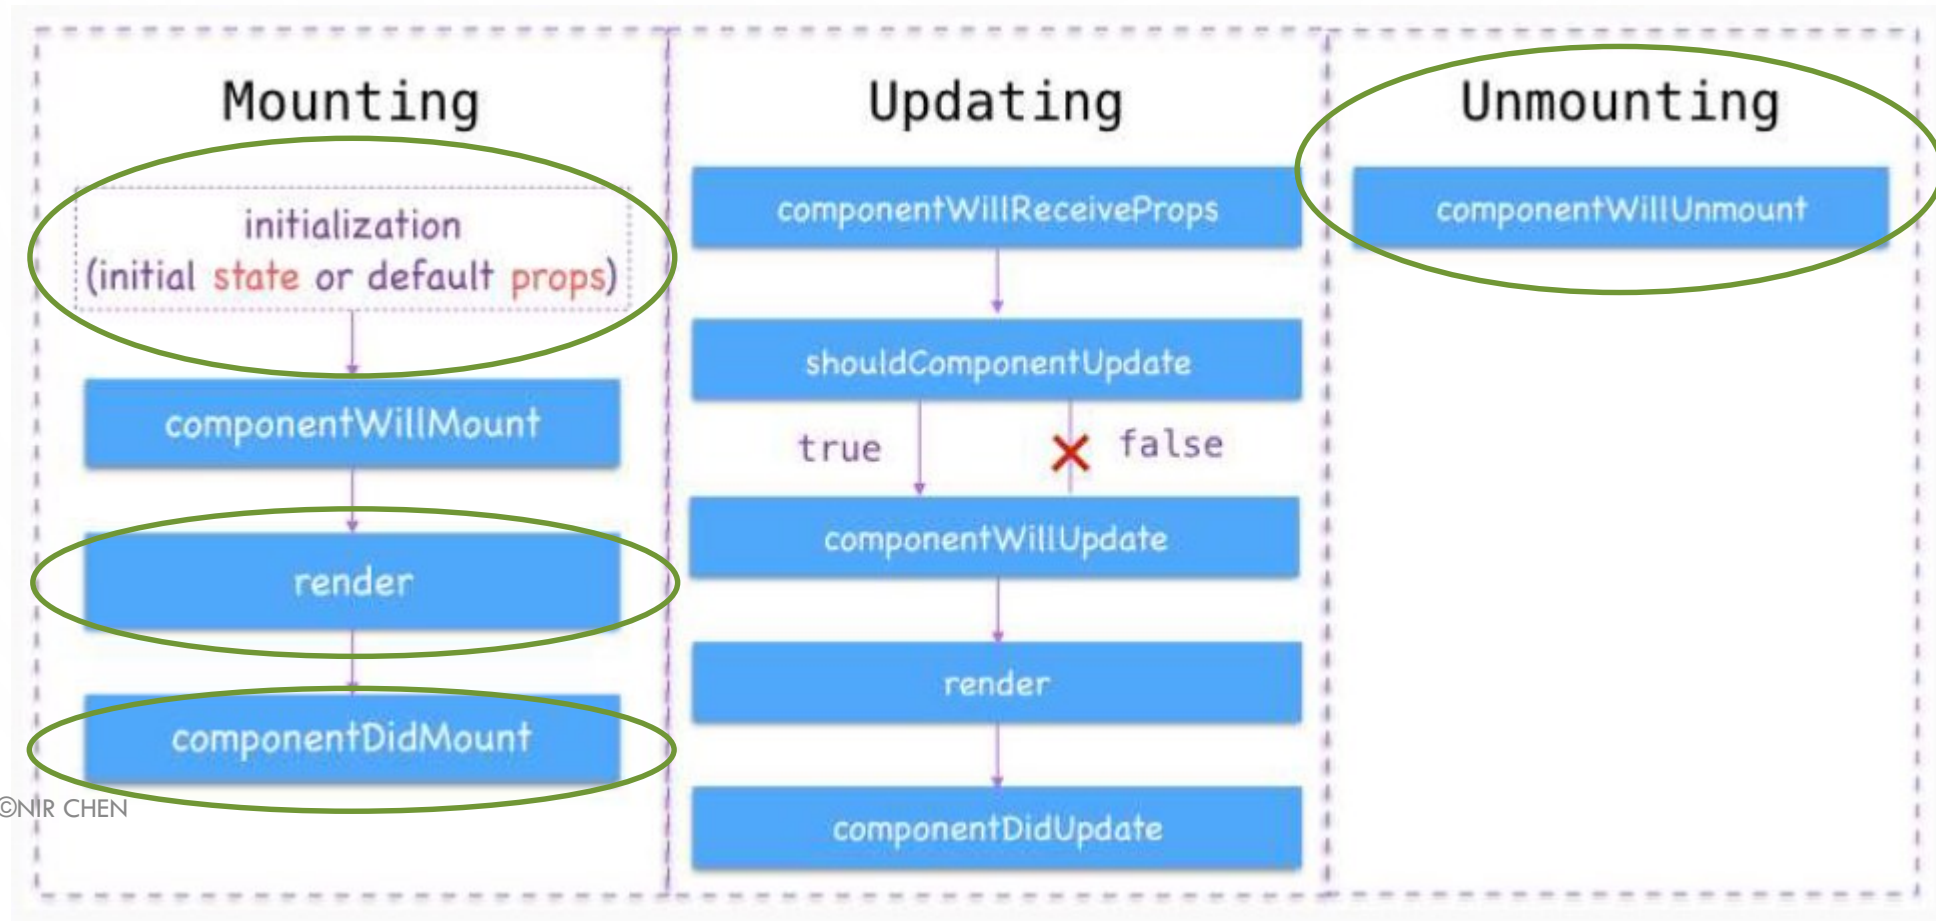 Mounting
initialization
(initial state or default props)
componentWillMount
render
componentDidMount
©NIR CHEN
Updating
componentWillReceiveProps
shouldComponentUpdate
true
false
componentWillUpdate
render
componentDidUpdate
Unmounting
componentWillUnmount